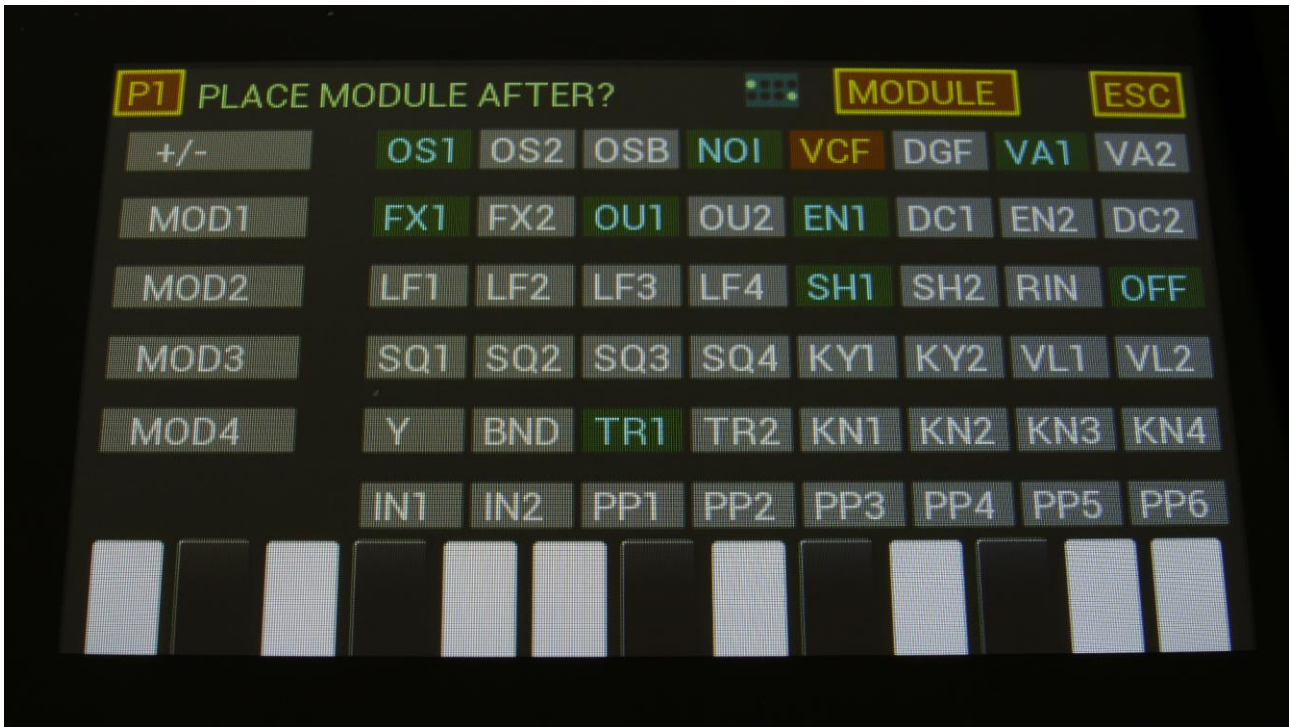 P1 PLACE MODULE AFTER? MODULE ESC
+/- OS1 OS2 OSB NOI VCF DGF VA1 VA2
MOD1 FX1 FX2 OU1 OU2 EN1 DC1 EN2 DC2
MOD2 LF1 LF2 LF3 LF4 SH1 SH2 RIN OFF
MOD3 SQ1 SQ2 SQ3 SQ4 KY1 KY2 VL1 VL2
MOD4 Y BND TR1 TR2 KN1 KN2 KN3 KN4
IN1 IN2 PP1 PP2 PP3 PP4 PP5 PP6